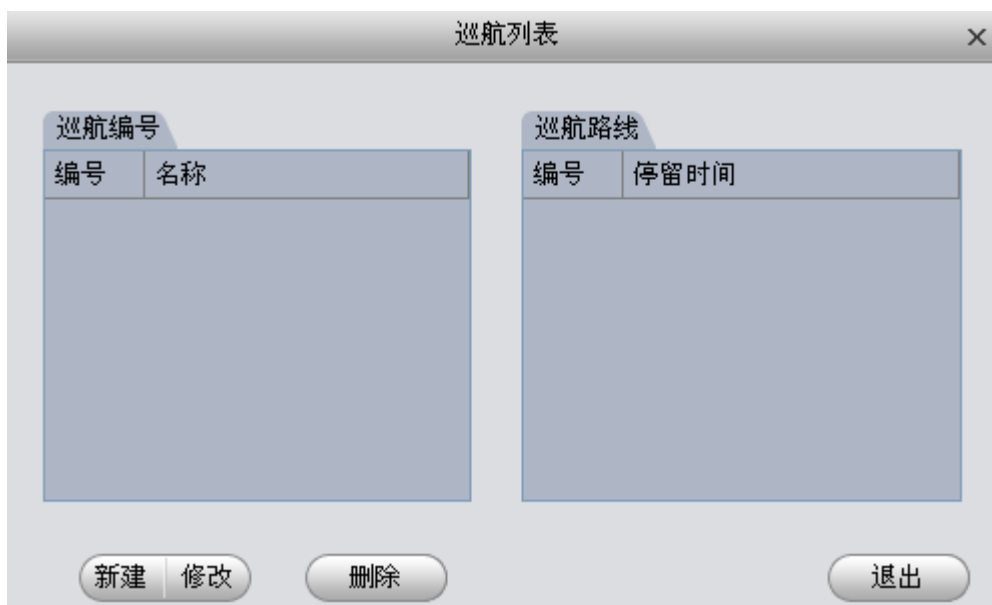 巡航列表
巡航编号
编号 名称
巡航路线
编号 停留时间
新建 修改 删除 退出